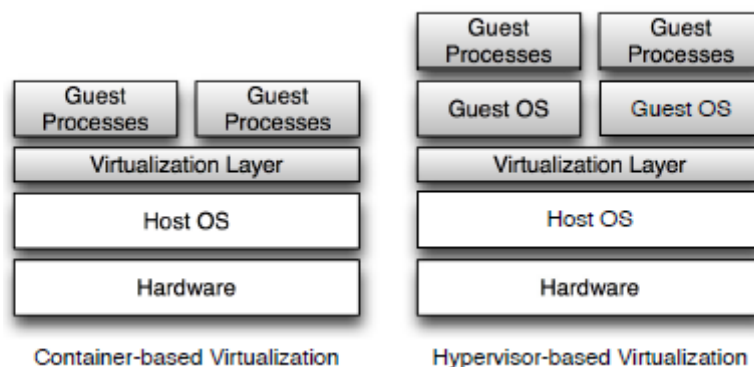 Guest
Processes
Guest
Processes
Virtualization Layer
Host OS
Hardware
Container-based Virtualization
Guest
Processes
Guest
Processes
Guest OS
Guest OS
Virtualization Layer
Host OS
Hardware
Hypervisor-based Virtualization